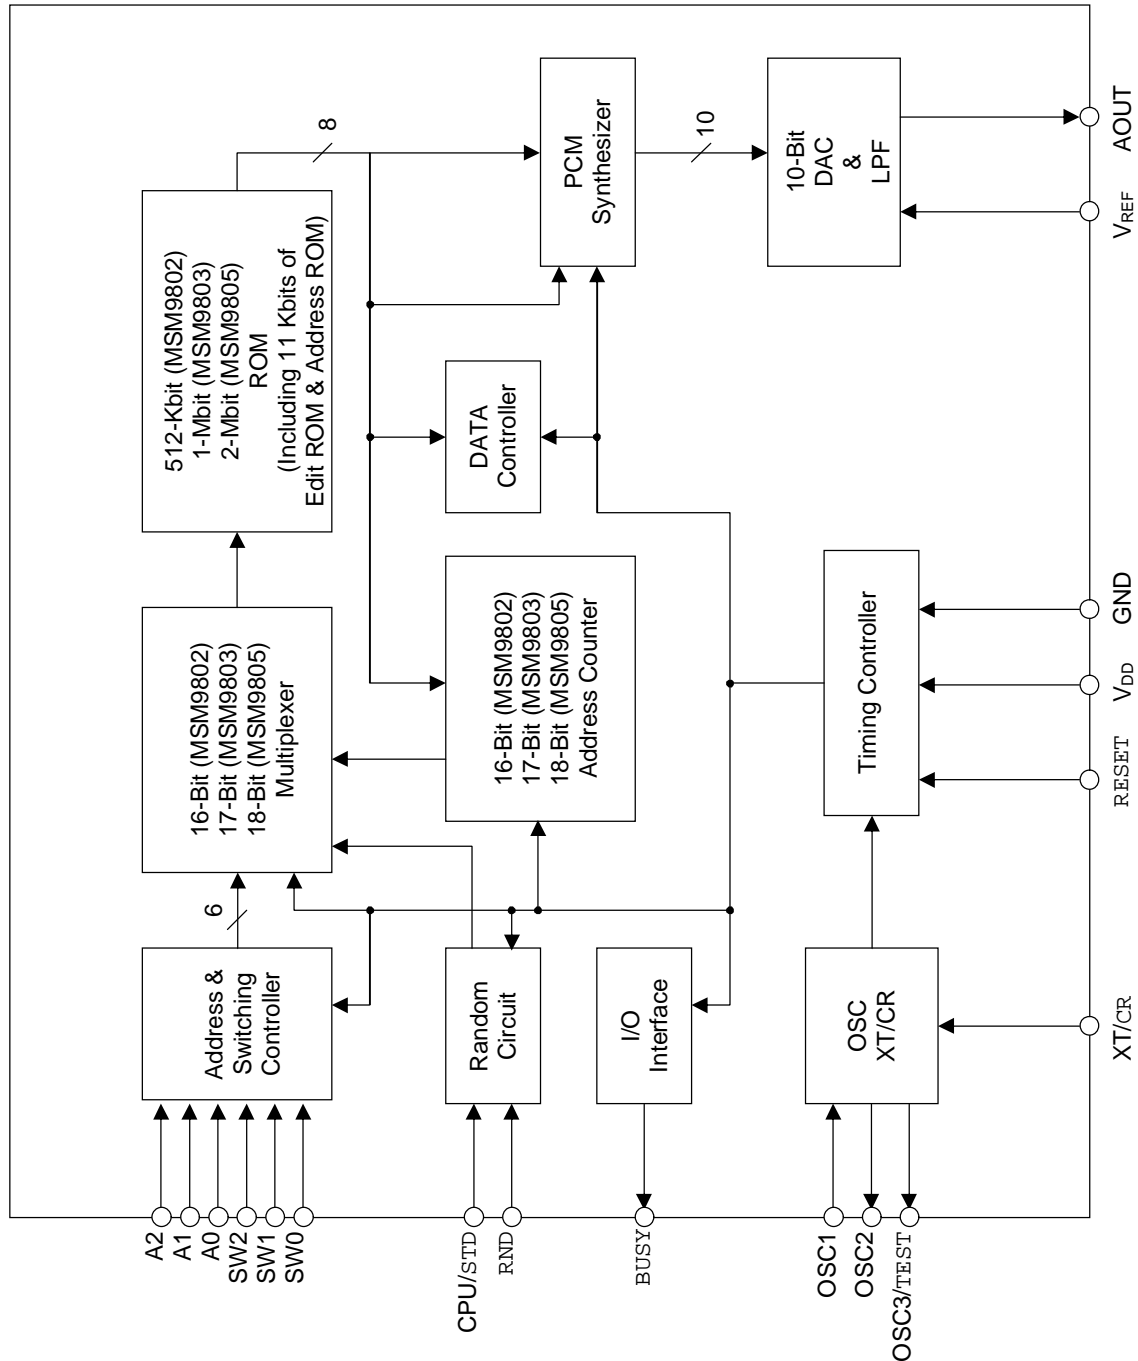 A2
A1
A0
SW2
SW1
SW0
Address &
Switching
Controller
6
16-Bit (MSM9802)
17-Bit (MSM9803)
18-Bit (MSM9805)
Multiplexer
512-Kbit (MSM9802)
1-Mbit (MSM9803)
2-Mbit (MSM9805)
ROM
(Including 11 Kbits of
Edit ROM & Address ROM)
8
CPU/STD
RND
Random
Circuit
16-Bit (MSM9802)
17-Bit (MSM9803)
18-Bit (MSM9805)
Address Counter
DATA
Controller
PCM
Synthesizer
10
BUSY
I/O
Interface
10-Bit
DAC
&
LPF
OSC1
OSC2
OSC3/TEST
OSC
XT/CR
Timing Controller
XT/CR
RESET
VDD
GND
VREF
AOUT